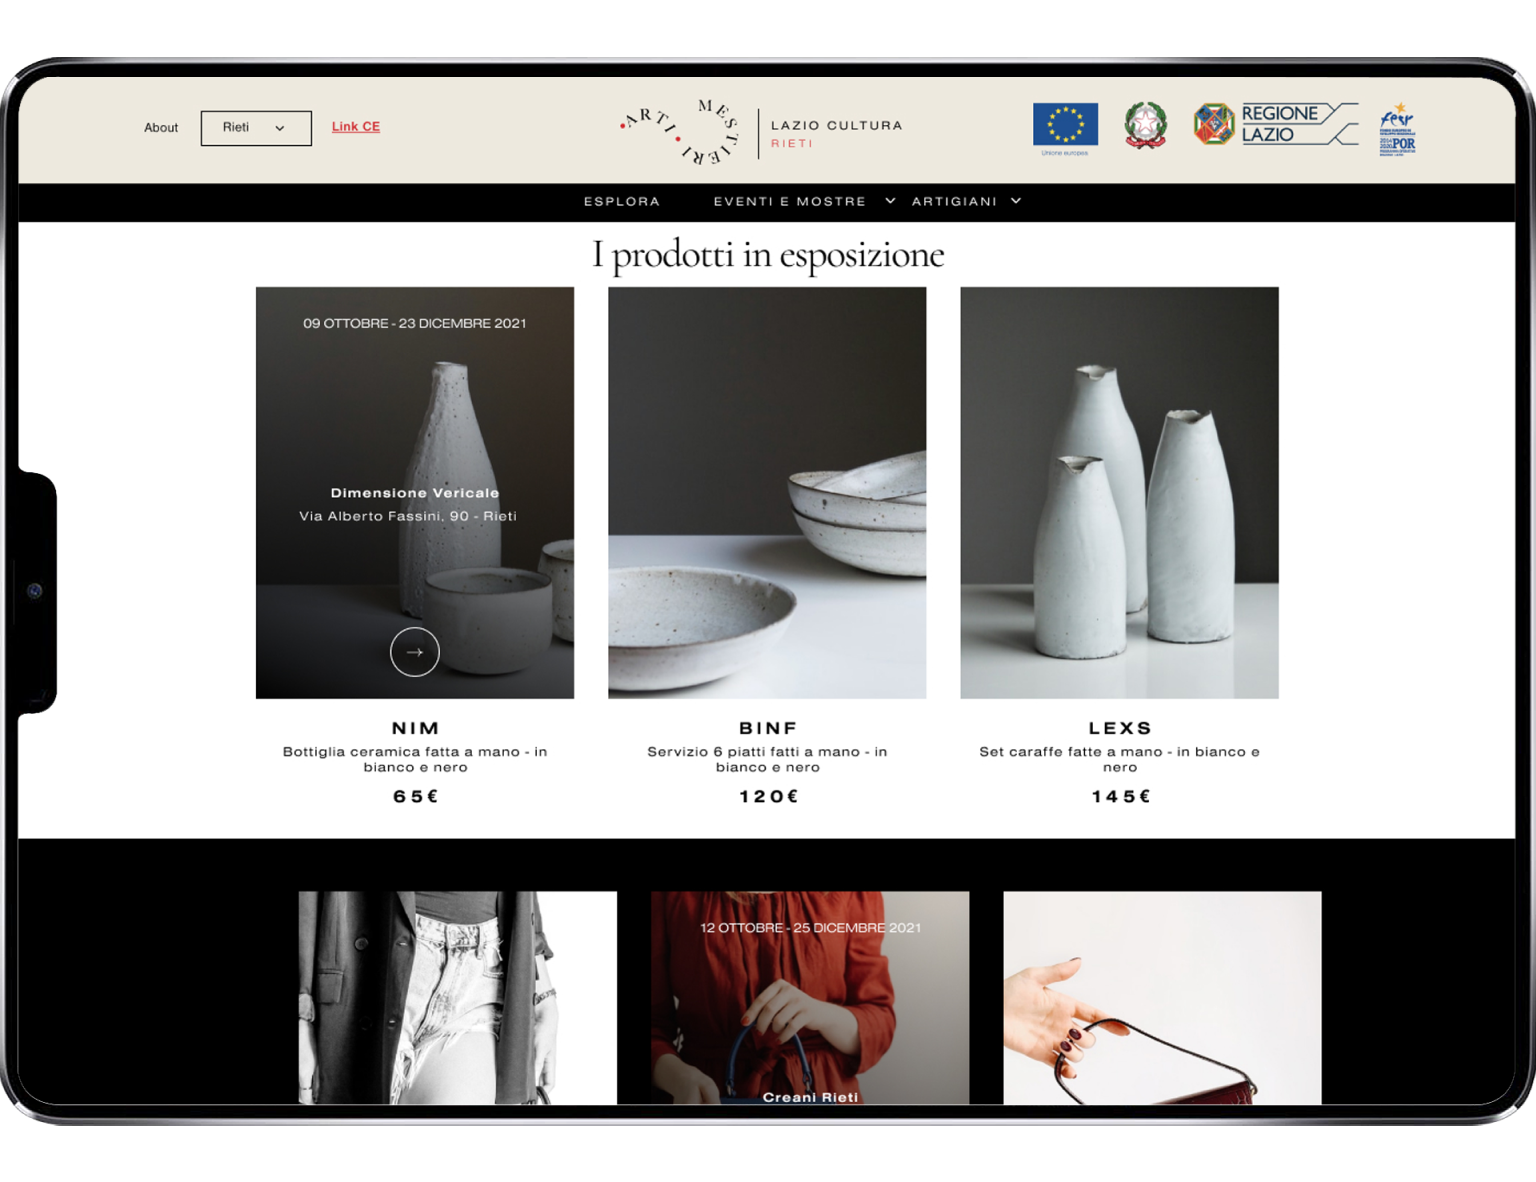 About
Rieti
Link CE
ARTI MESTIERI
LAZIO CULTURA
RIETI
Unione europea
REGIONE
LAZIO
fesr
POR
ESPLORA
EVENTI E MOSTRE
ARTIGIANI
I prodotti in esposizione
09 OTTOBRE - 23 DICEMBRE 2021
Dimensione Vericale
Via Alberto Fassini, 90 - Rieti
NIM
Bottiglia ceramica fatta a mano - in
bianco e nero
65€
BINF
Servizio 6 piatti fatti a mano - in
bianco e nero
120€
LEXS
Set caraffe fatte a mano - in bianco e
nero
145€
12 OTTOBRE - 25 DICEMBRE 2021
Creani Rieti